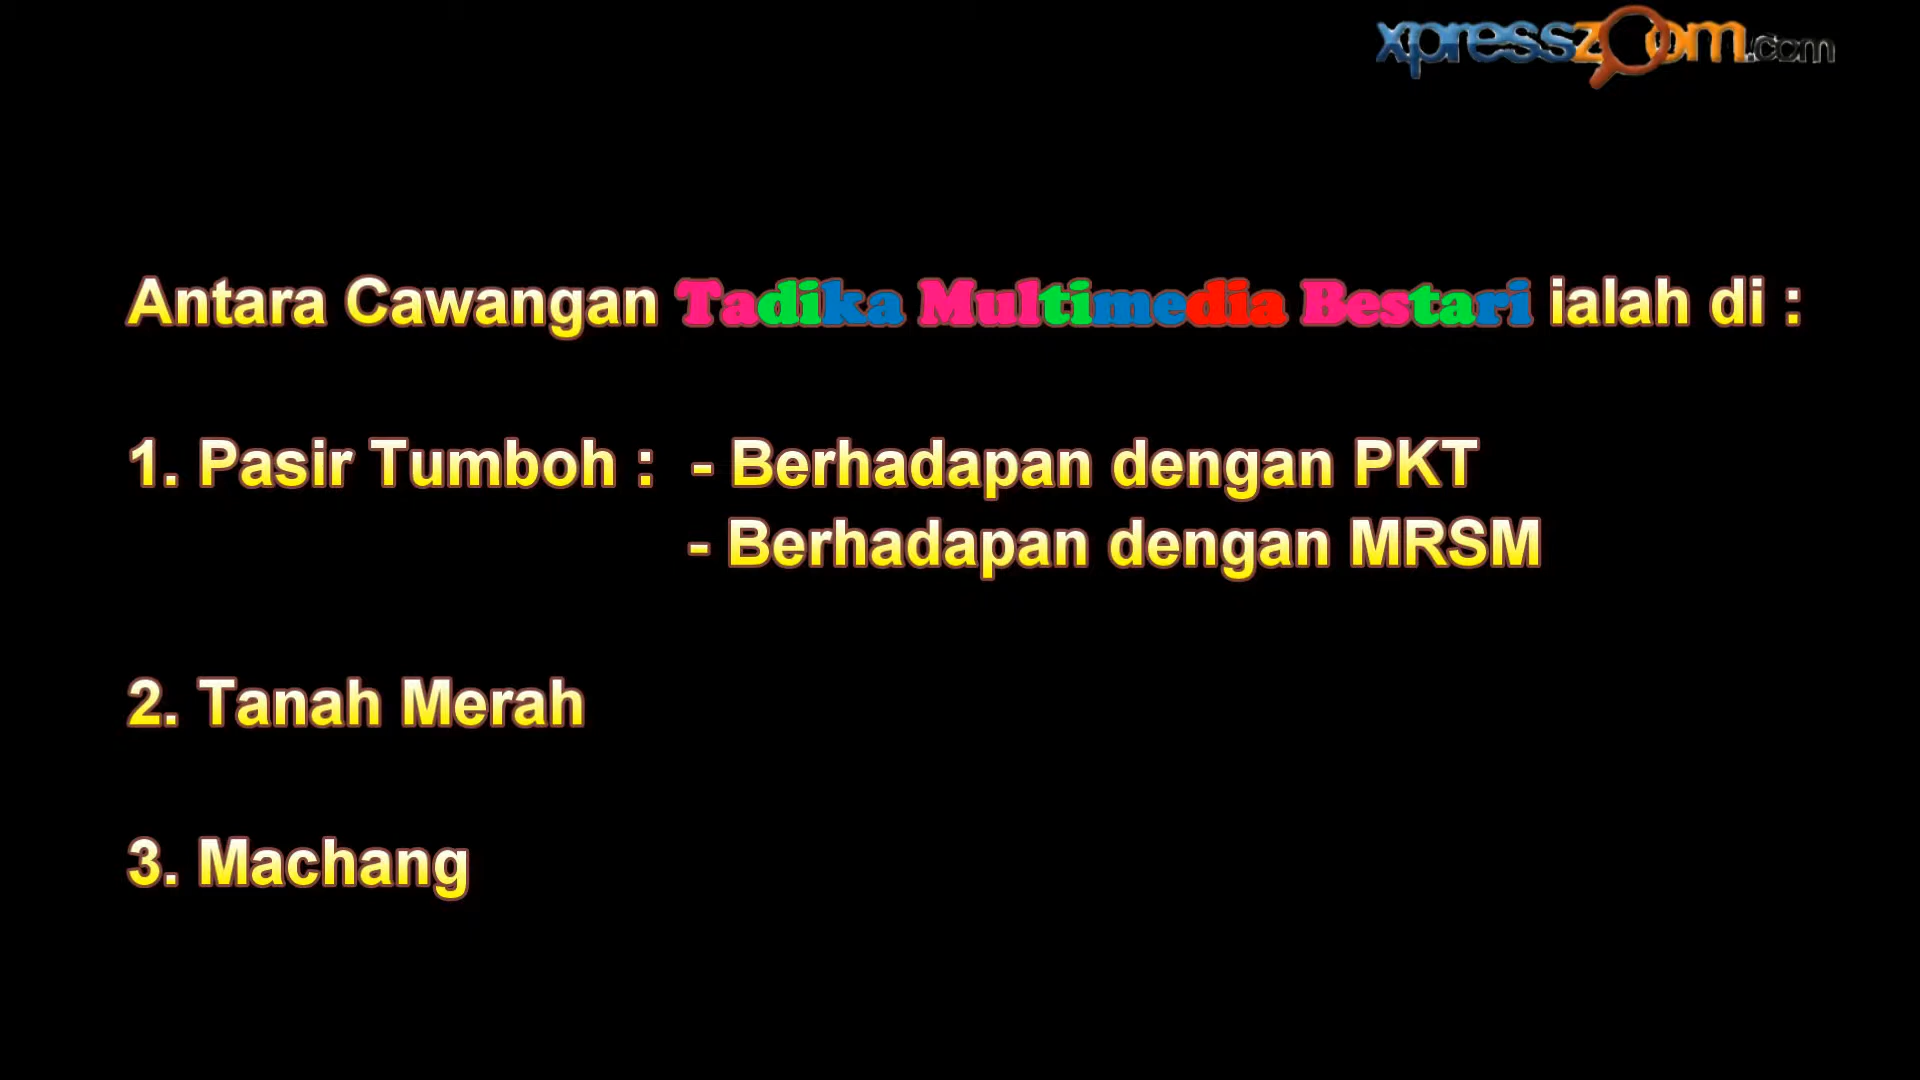 xpresszoom.com
Antara Cawangan Tadika Multimedia Bestari ialah di :
1. Pasir Tumboh : - Berhadapan dengan PKT
- Berhadapan dengan MRSM
2. Tanah Merah
3. Machang